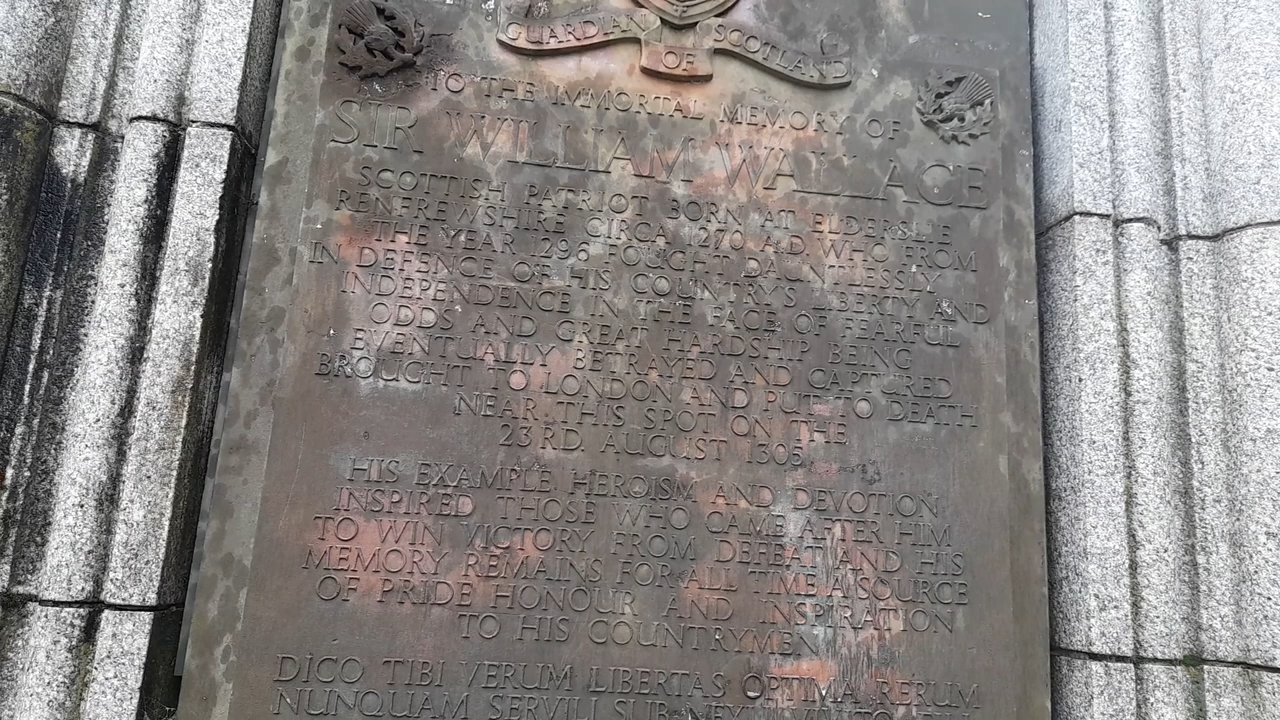 GUARDIAN OF SCOTLAND
TO THE IMMORTAL MEMORY OF
SIR WILLIAM WALLACE
SCOTTISH PATRIOT BORN AT ELDERSLIE
RENFREWSHIRE CIRCA 1270 A.D. WHO FROM
THE YEAR 1296 FOUGHT DAUNTLESSLY
IN DEFENCE OF HIS COUNTRY'S LIBERTY AND
INDEPENDENCE IN THE FACE OF FEARFUL
ODDS AND GREAT HARDSHIP BEING
EVENTUALLY BETRAYED AND CAPTURED
BROUGHT TO LONDON AND PUT TO DEATH
NEAR THIS SPOT ON THE
23RD. AUGUST 1305.
HIS EXAMPLE HEROISM AND DEVOTION
INSPIRED THOSE WHO CAME AFTER HIM
TO WIN VICTORY FROM DEFEAT AND HIS
MEMORY REMAINS FOR ALL TIME A SOURCE
OF PRIDE HONOUR AND INSPIRATION
TO HIS COUNTRYMEN
DICO TIBI VERUM LIBERTAS OPTIMA RERUM
NUNQUAM SERVILI SUB NEXU VIVITO FILI